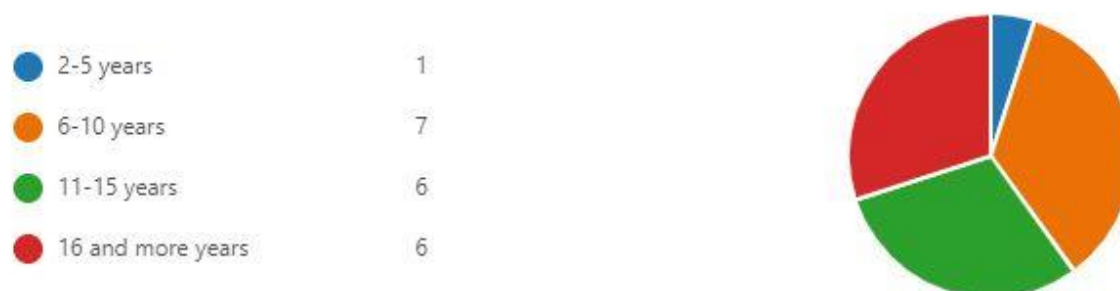 2-5 years 1
6-10 years 7
11-15 years 6
16 and more years 6